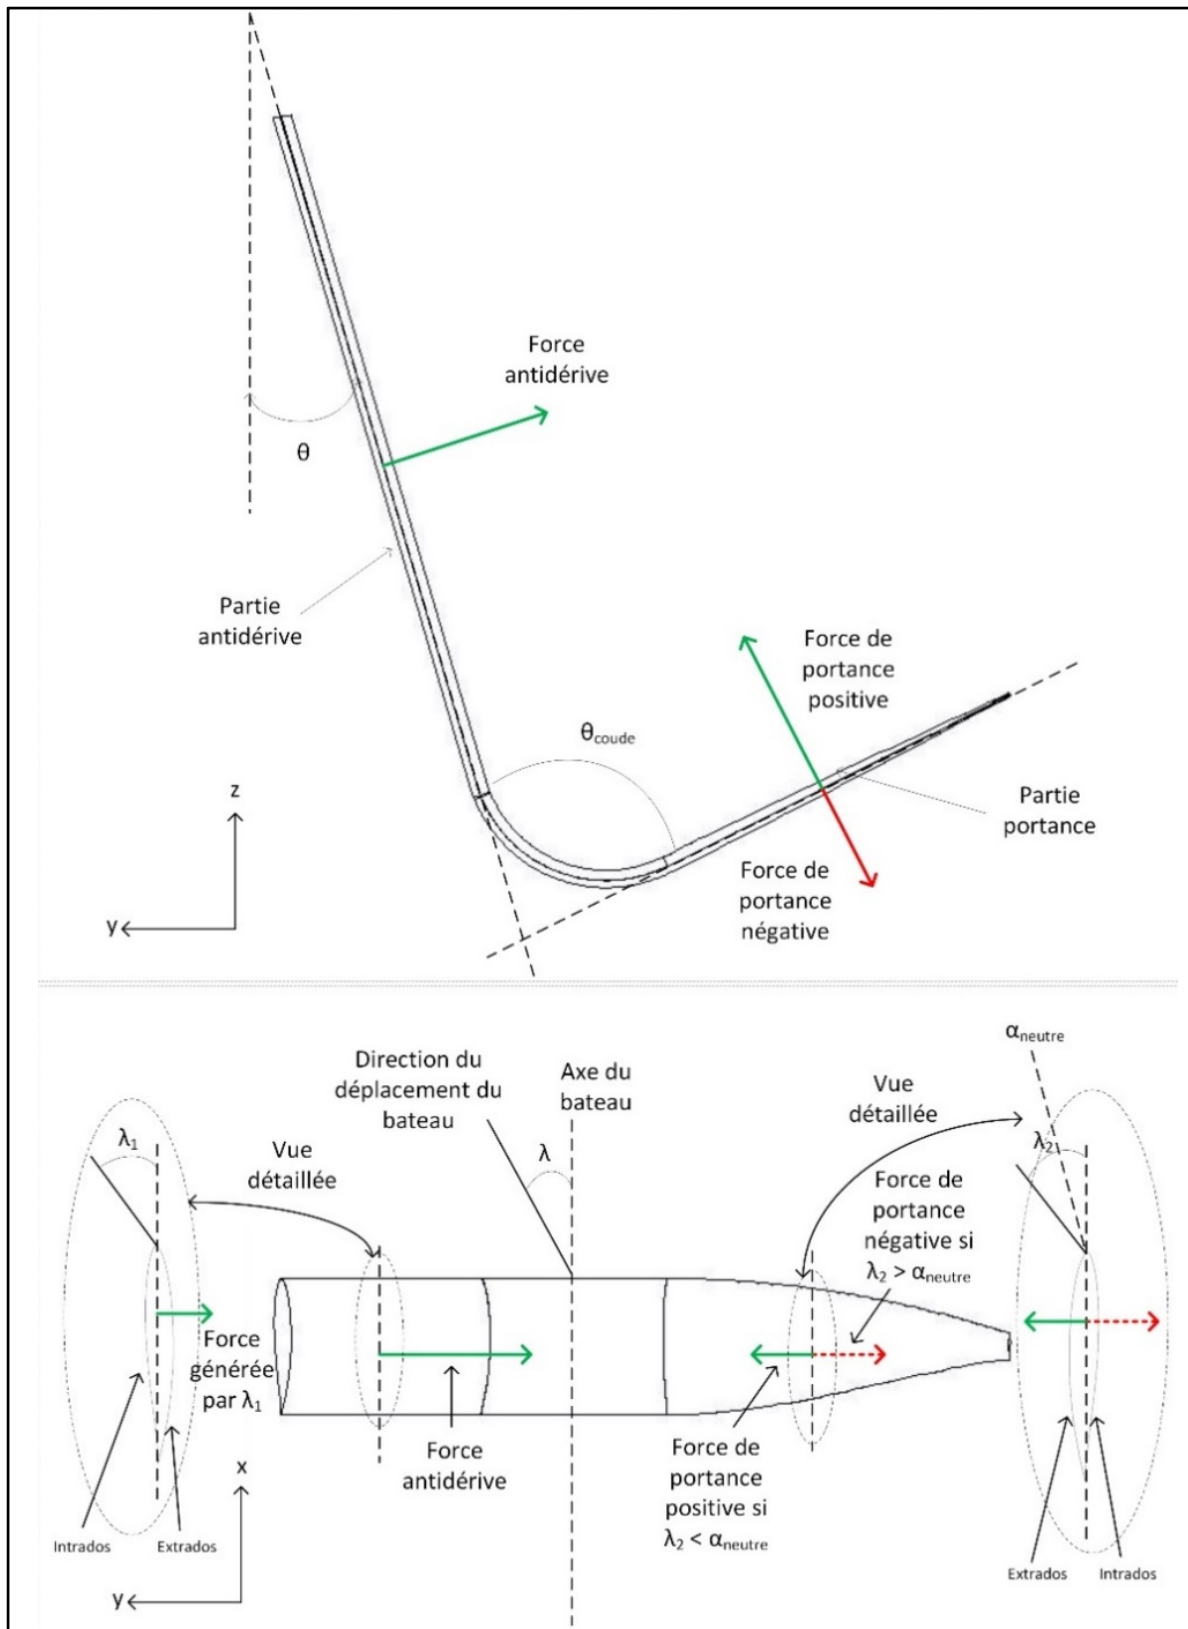 Force
antidérive
θ
Partie
antidérive
Force de
portance
positive
θcoude
z
Partie
portance
Force de
portance
négative
y
αneutre
Direction du
déplacement du
bateau
Axe du
bateau
Vue
détaillée
λ1
Vue
détaillée
λ
λ2
Force de
portance
négative si
λ2 > αneutre
Force
générée
par λ1
Force
antidérive
Force de
portance
positive si
λ2 < αneutre
x
Intrados
Extrados
Extrados
Intrados
y